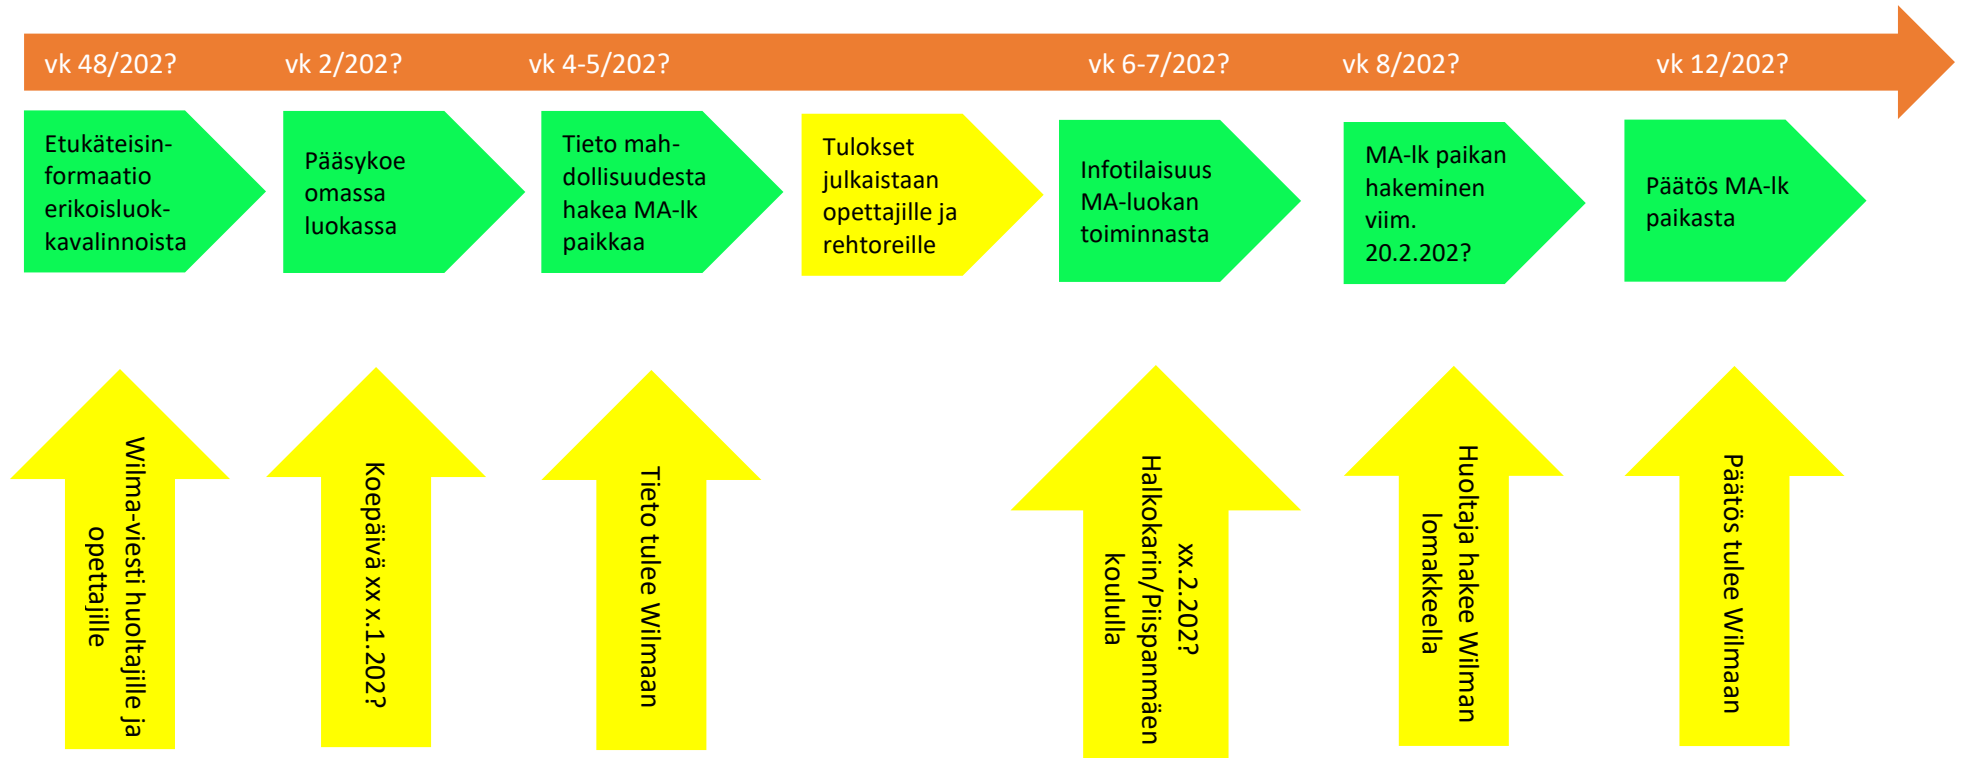 vk 48/202?
vk 2/202?
vk 4-5/202?
vk 6-7/202?
vk 8/202?
vk 12/202?
Etukäteisin-
formaatio
erikoisluok-
kavalinnoista
Pääsykoe
omassa
luokassa
Tieto mah-
dollisuudesta
hakea MA-lk
paikkaa
Tulokset
julkaistaan
opettajille ja
rehtoreille
Infotilaisuus
MA-luokan
toiminnasta
MA-lk paikan
hakeminen
viim.
20.2.202?
Päätös MA-lk
paikasta
Wilma-viesti huoltajille ja
opettajille
Koepäivä xx x.1.202?
Tieto tulee Wilmaan
xx.2.202?
Halkokarin/Piispanmäen
koululla
Huoltaja hakee Wilman
lomakkeella
Päätös tulee Wilmaan